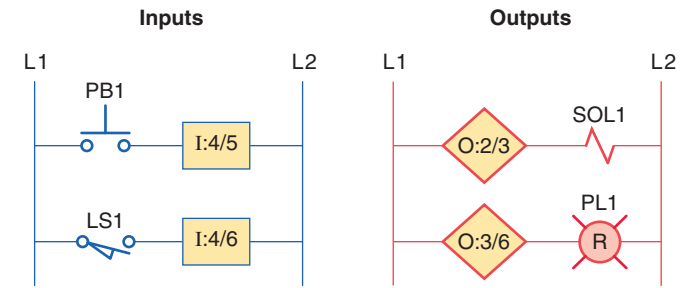 Inputs
Outputs
L1
L2
L1
L2
PB1
I:4/5
O:2/3
SOL1
LS1
I:4/6
O:3/6
PL1
R